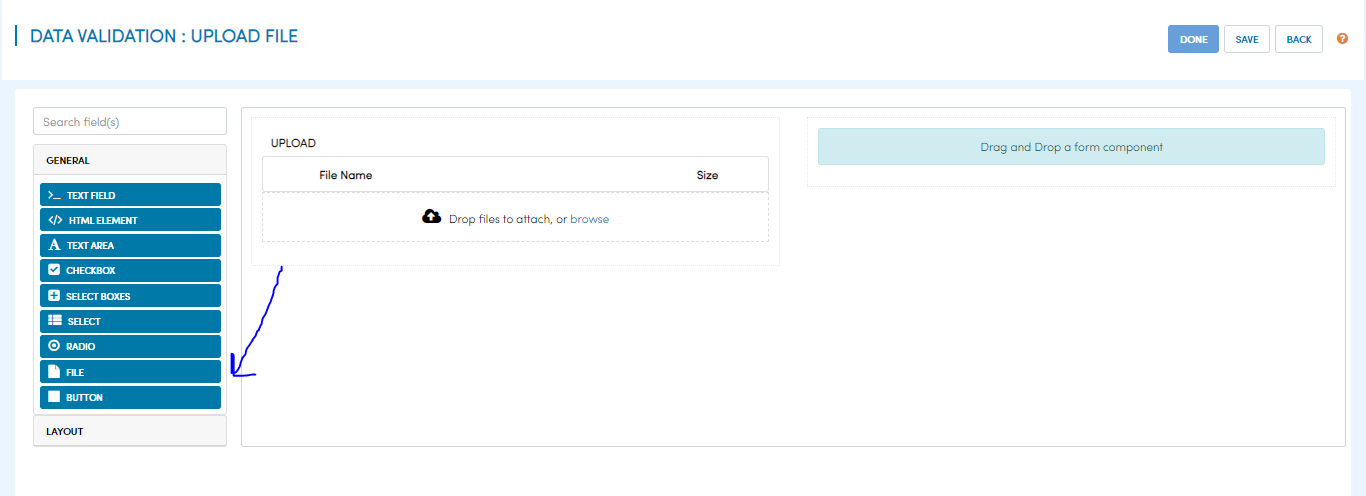 DATA VALIDATION : UPLOAD FILE
DONE
SAVE
BACK
?
Search field(s)
GENERAL
>_ TEXT FIELD
</> HTML ELEMENT
A TEXT AREA
CHECKBOX
SELECT BOXES
SELECT
RADIO
FILE
BUTTON
LAYOUT
UPLOAD
File Name Size
Drop files to attach, or browse
Drag and Drop a form component